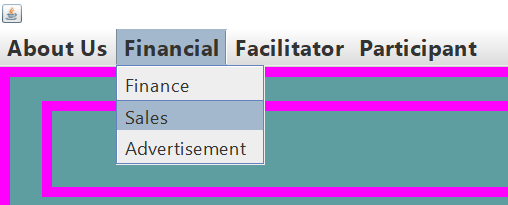 About Us Financial Facilitator Participant
Finance
Sales
Advertisement